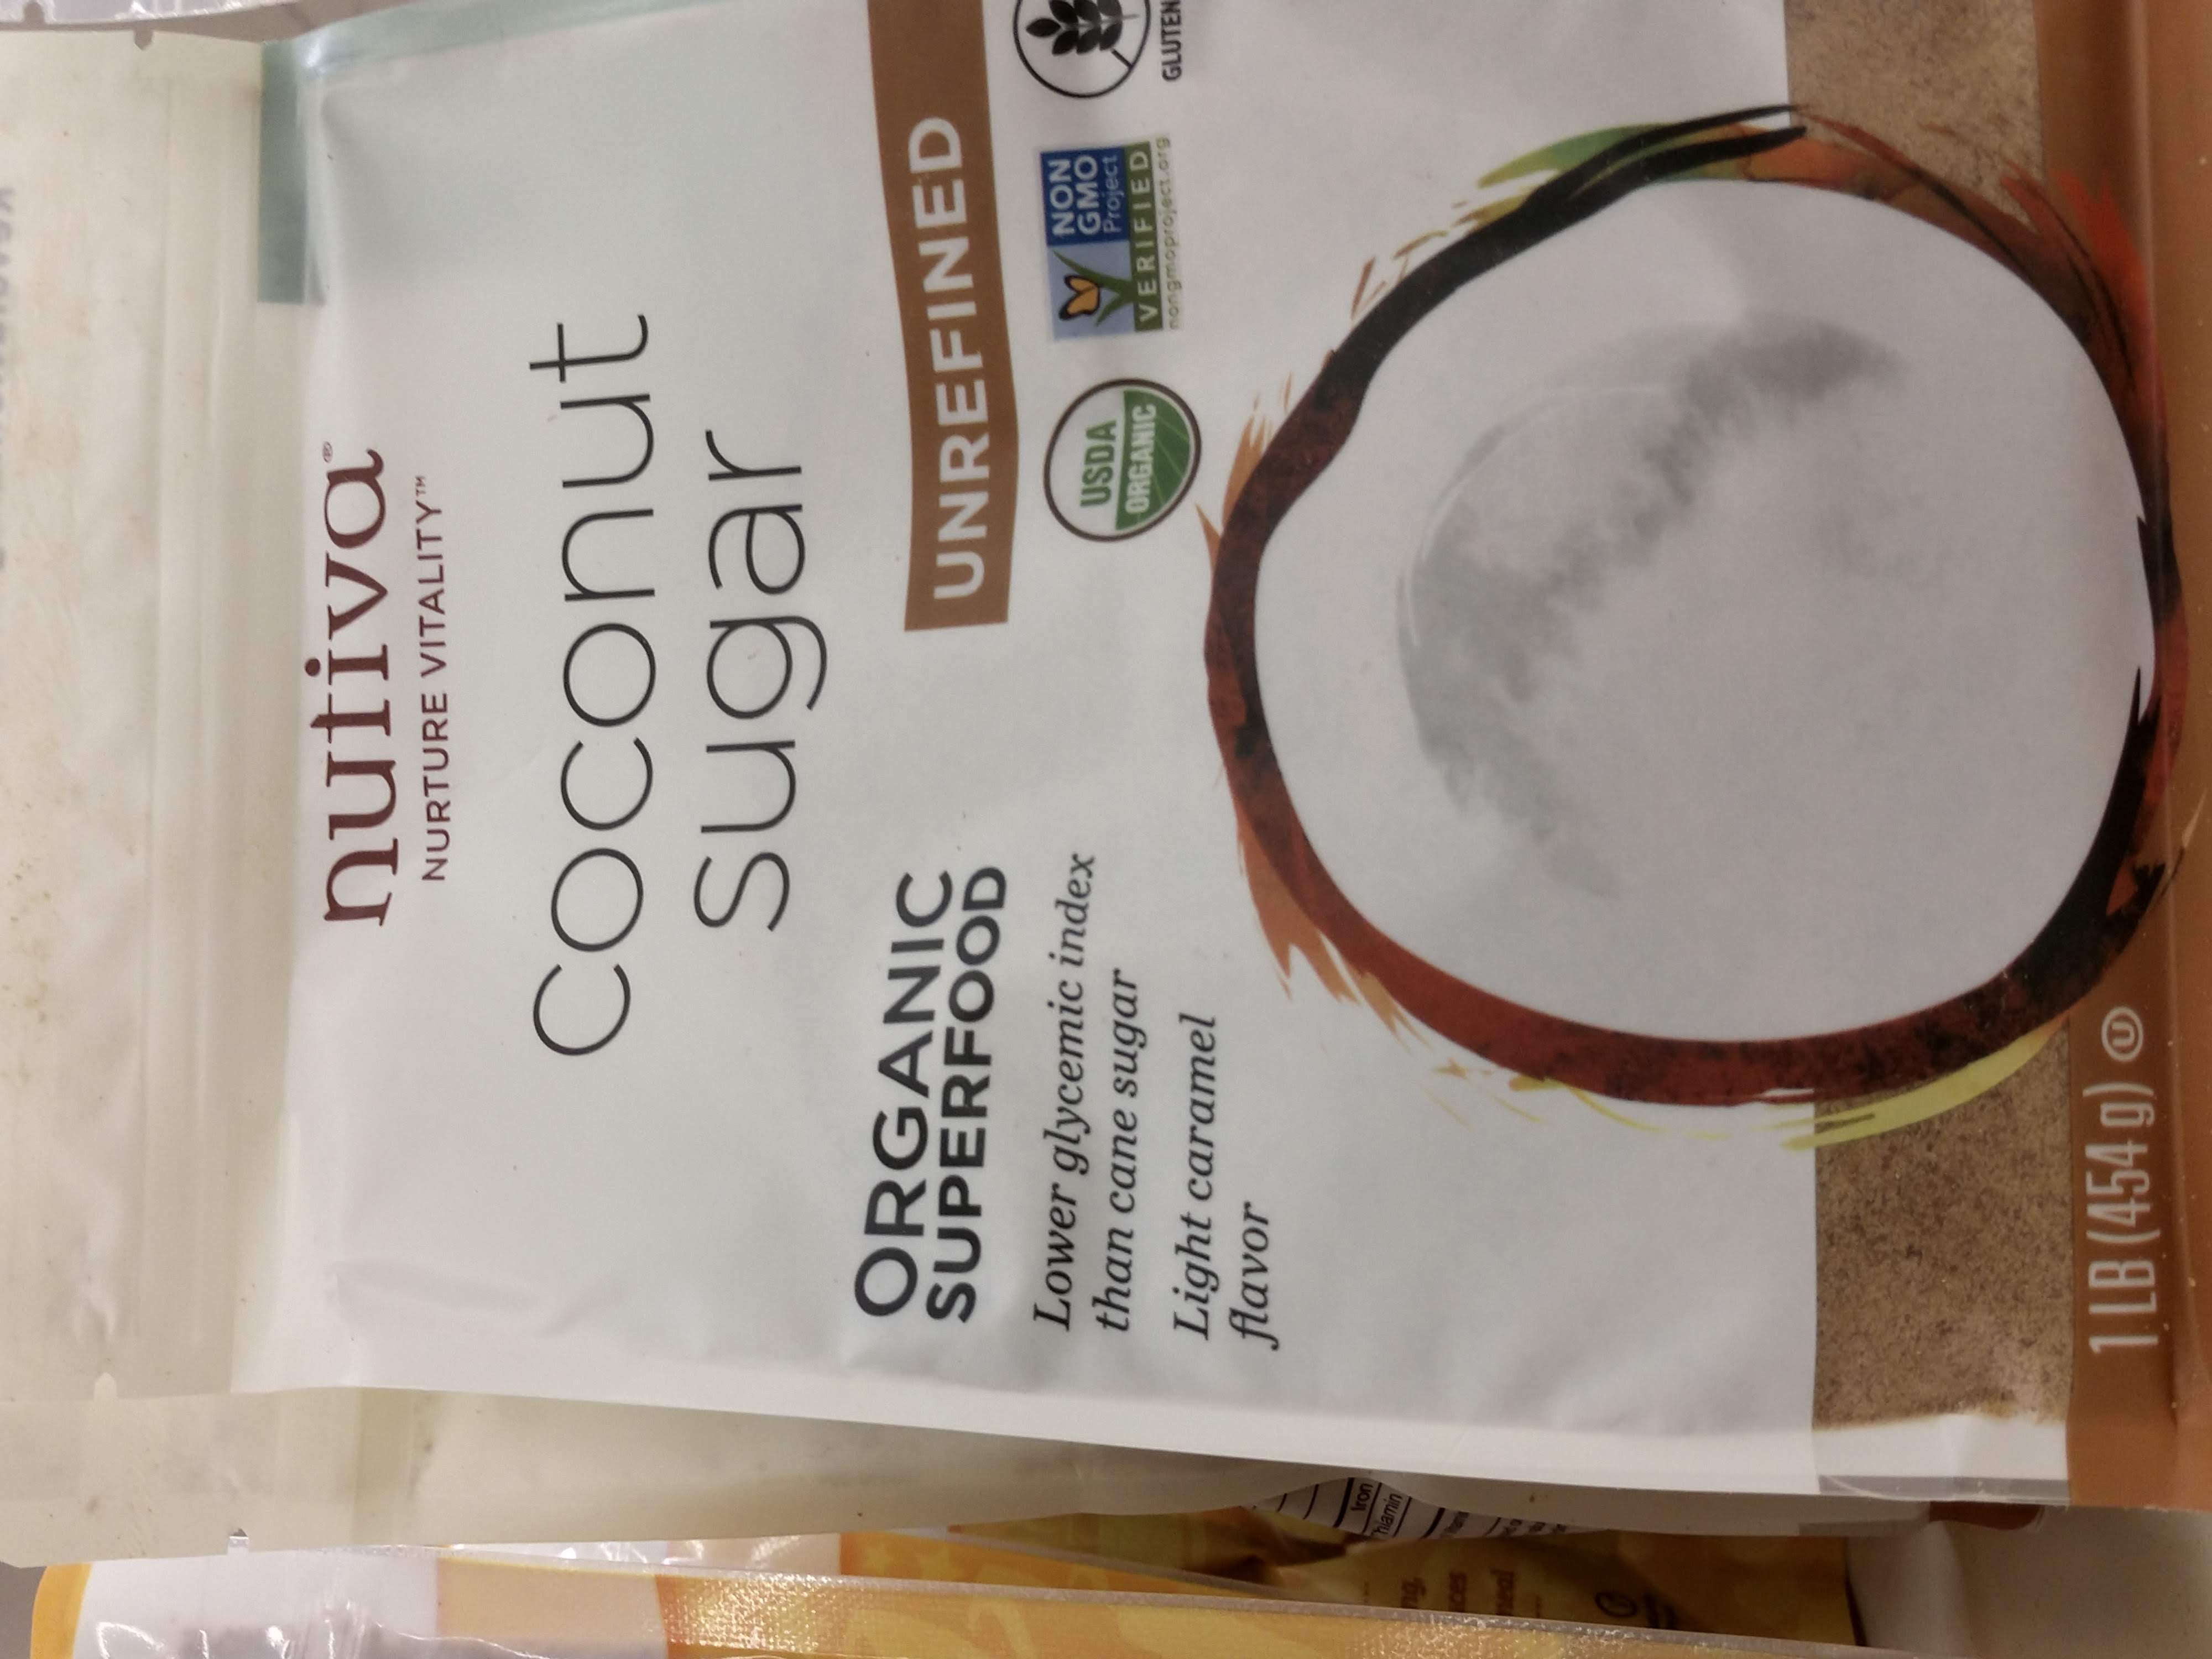 nutiva®
NURTURE VITALITY™
coconut
sugar
ORGANIC
SUPERFOOD
Lower glycemic index
than cane sugar
Light caramel
flavor
UNREFINED
USDA
ORGANIC
NON
GMO
Project
VERIFIED
nongmoproject.org
GLUTEN
Iron
1 LB (454 g) U